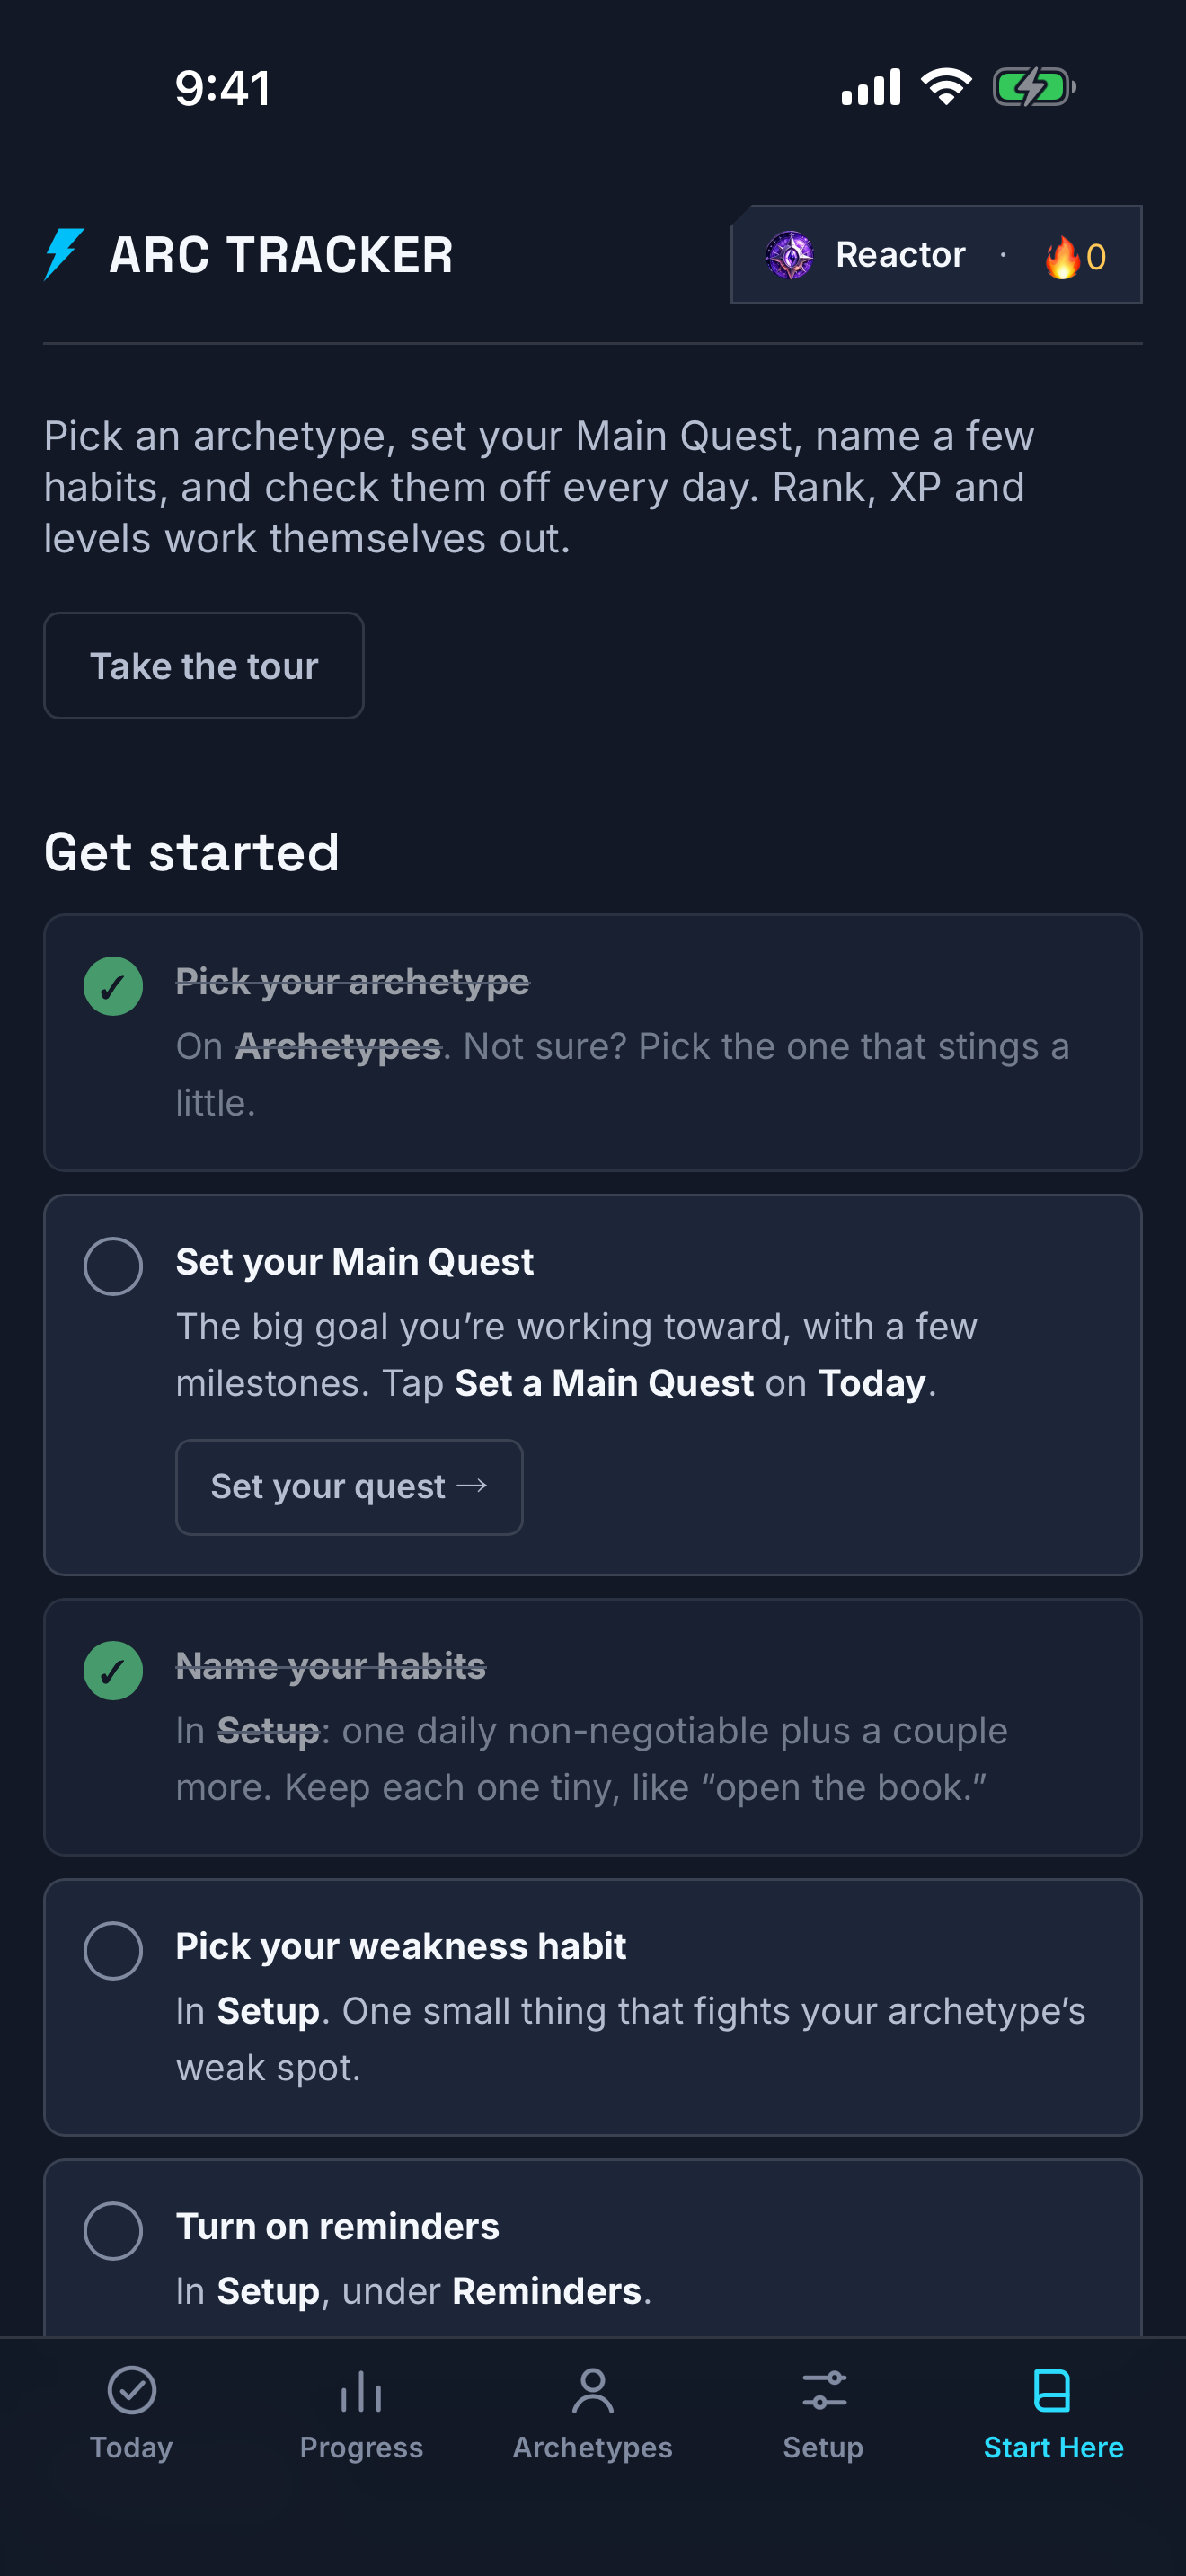 9:41
ARC TRACKER
Reactor · 🔥0
Pick an archetype, set your Main Quest, name a few
habits, and check them off every day. Rank, XP and
levels work themselves out.
Take the tour
Get started
✓ Pick your archetype
On Archetypes. Not sure? Pick the one that stings a
little.
Set your Main Quest
The big goal you’re working toward, with a few
milestones. Tap Set a Main Quest on Today.
Set your quest →
✓ Name your habits
In Setup: one daily non-negotiable plus a couple
more. Keep each one tiny, like “open the book.”
Pick your weakness habit
In Setup. One small thing that fights your archetype’s
weak spot.
Turn on reminders
In Setup, under Reminders.
Today Progress Archetypes Setup Start Here